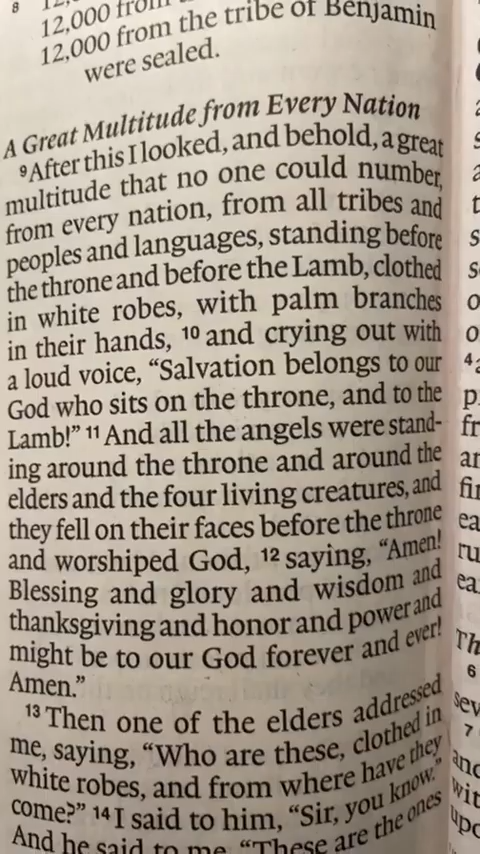 8
12,000 from
12,000 from the tribe of Benjamin
were sealed.
A Great Multitude from Every Nation
9 After this I looked, and behold, a great
multitude that no one could number,
from every nation, from all tribes and
peoples and languages, standing before
the throne and before the Lamb, clothed
in white robes, with palm branches
in their hands, 10 and crying out with
a loud voice, “Salvation belongs to our
God who sits on the throne, and to the
Lamb!” 11 And all the angels were stand-
ing around the throne and around the
elders and the four living creatures, and
they fell on their faces before the throne
and worshiped God, 12 saying, “Amen!
Blessing and glory and wisdom and
thanksgiving and honor and power and
might be to our God forever and ever!
Amen.”
13 Then one of the elders addressed
me, saying, “Who are these, clothed in
white robes, and from where have they
come?” 14 I said to him, “Sir, you know.”
And he said to me, “These are the ones